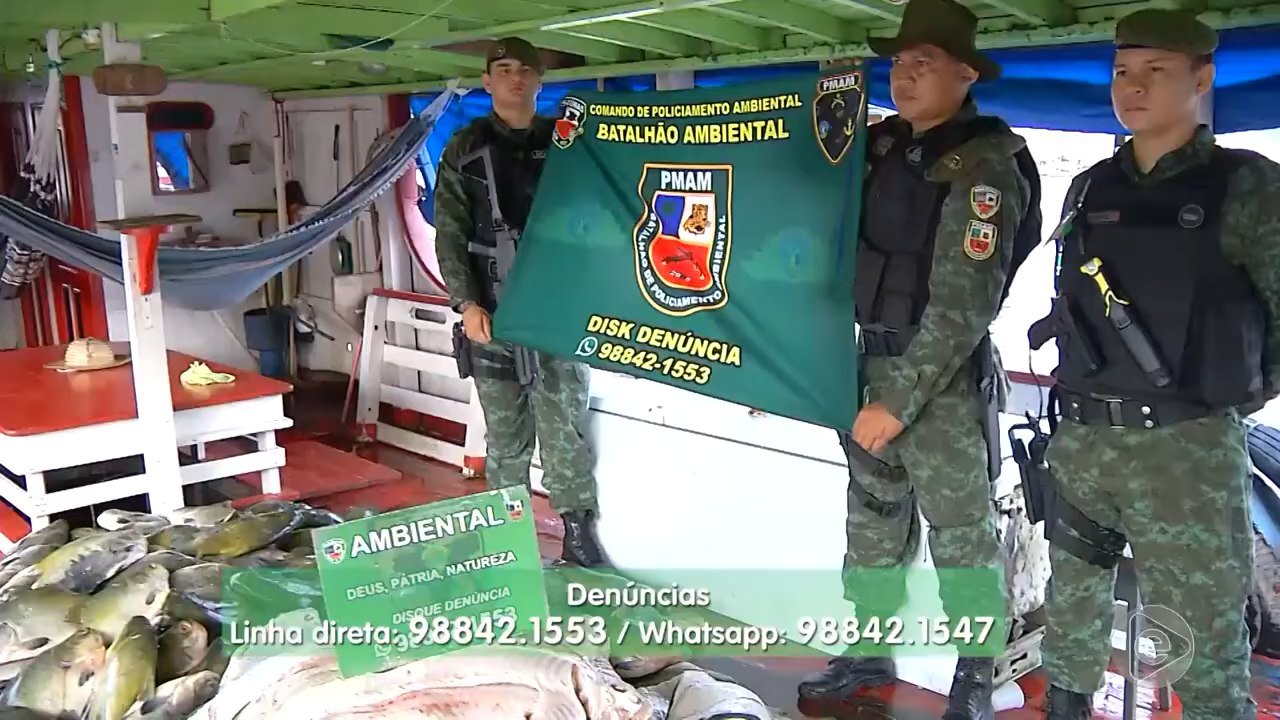 COMANDO DE POLICIAMENTO AMBIENTAL
BATALHÃO AMBIENTAL
PMAM
PMAM
BATALHÃO DE POLICIAMENTO AMBIENTAL
DISK DENÚNCIA
98842-1553
AMBIENTAL
DEUS, PÁTRIA, NATUREZA
DISQUE DENÚNCIA
Denúncias
Linha direta: 98842.1553 / Whatsapp: 98842.1547
e